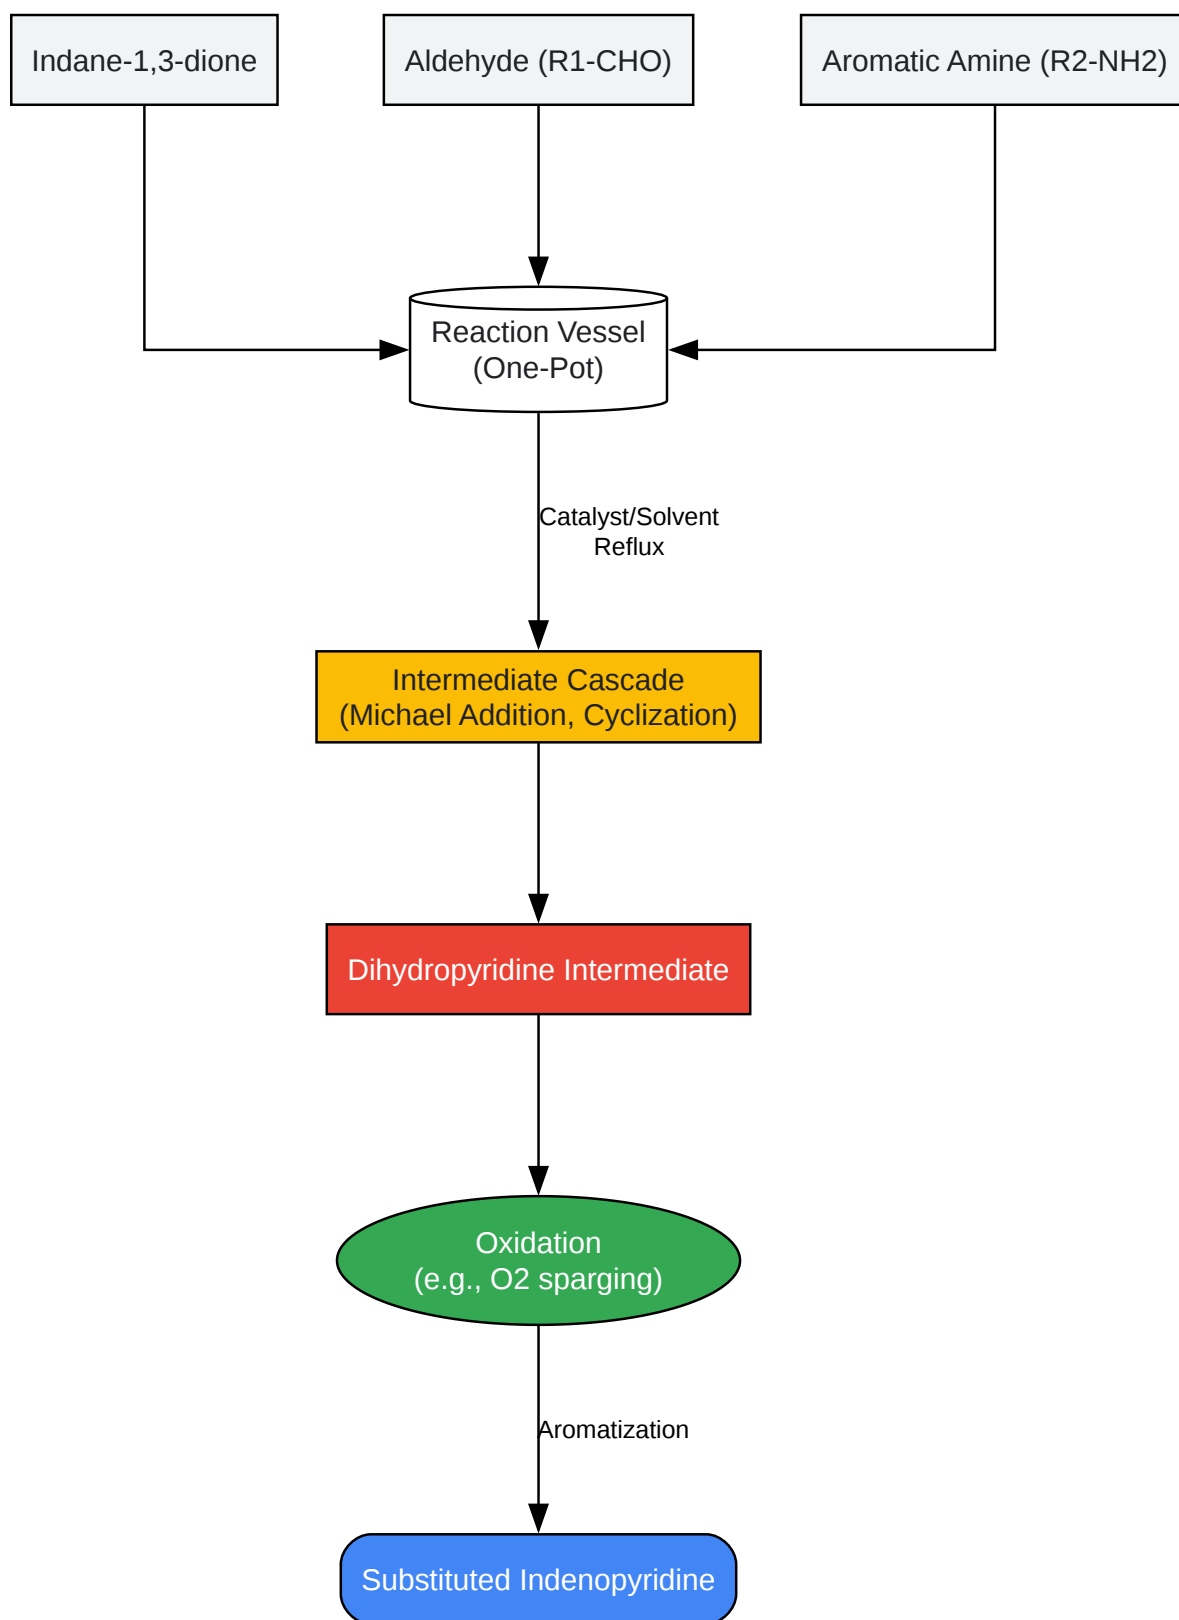 Indane-1,3-dione
Aldehyde (R1-CHO)
Aromatic Amine (R2-NH2)
Reaction Vessel
(One-Pot)
Catalyst/Solvent
Reflux
Intermediate Cascade
(Michael Addition, Cyclization)
Dihydropyridine Intermediate
Oxidation
(e.g., O2 sparging)
Aromatization
Substituted Indenopyridine